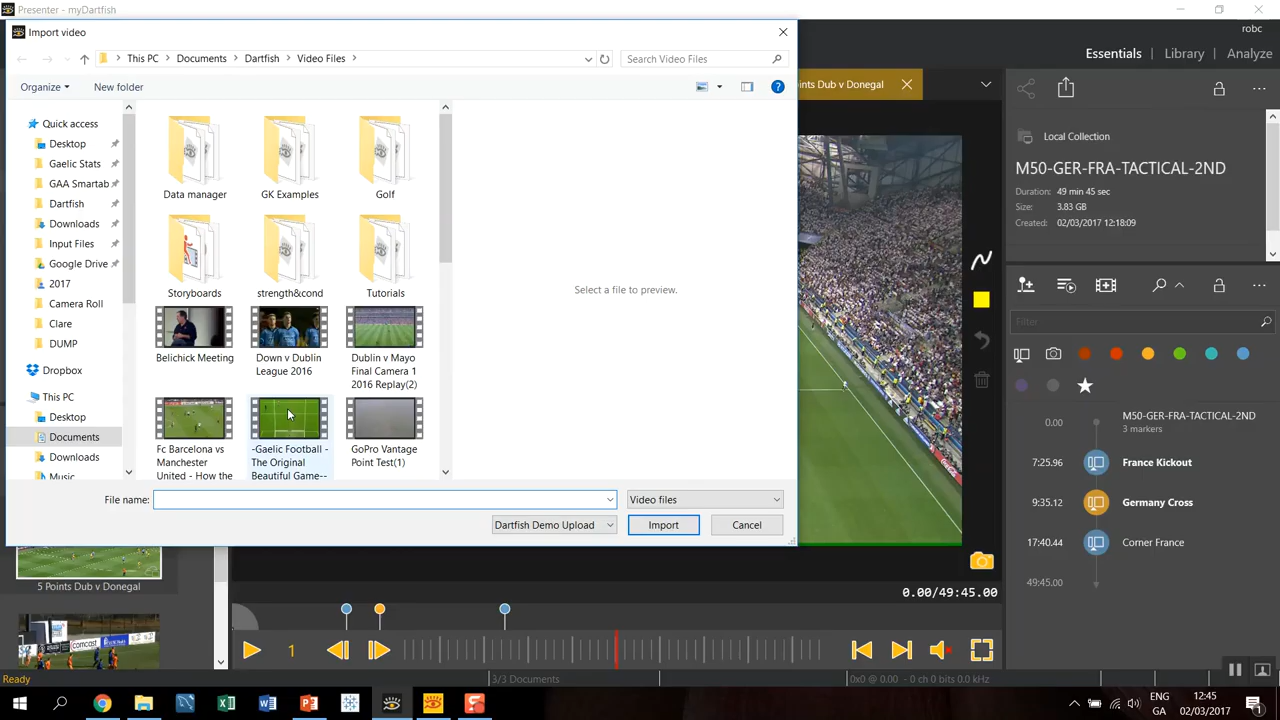 Presenter - myDartfish
robc
Essentials
Library
Analyze
Import video
This PC
Documents
Dartfish
Video Files
Search Video Files
Organize
New folder
Quick access
Desktop
Gaelic Stats
GAA Smartab
Dartfish
Downloads
Input Files
Google Drive
2017
Camera Roll
Clare
DUMP
Dropbox
This PC
Desktop
Documents
Downloads
Music
Data manager
GK Examples
Golf
Storyboards
strength&cond
Tutorials
Belichick Meeting
Down v Dublin
League 2016
Dublin v Mayo
Final Camera 1
2016 Replay(2)
Fc Barcelona vs
Manchester
United - How the
-Gaelic Football -
The Original
Beautiful Game--
GoPro Vantage
Point Test(1)
Select a file to preview.
File name:
Video files
Dartfish Demo Upload
Import
Cancel
ints Dub v Donegal
Local Collection
M50-GER-FRA-TACTICAL-2ND
Duration: 49 min 45 sec
Size: 3.83 GB
Created: 02/03/2017 12:18:09
Filter
0.00
M50-GER-FRA-TACTICAL-2ND
3 markers
7:25.96 France Kickout
9:35.12 Germany Cross
17:40.44 Corner France
49:45.00
5 Points Dub v Donegal
comcast
0.00/49:45.00
1
Ready
3/3 Documents
0x0 @ 0.00 - 0 ch 0 bits 0.0 kHz
ENG
GA
12:45
02/03/2017
1